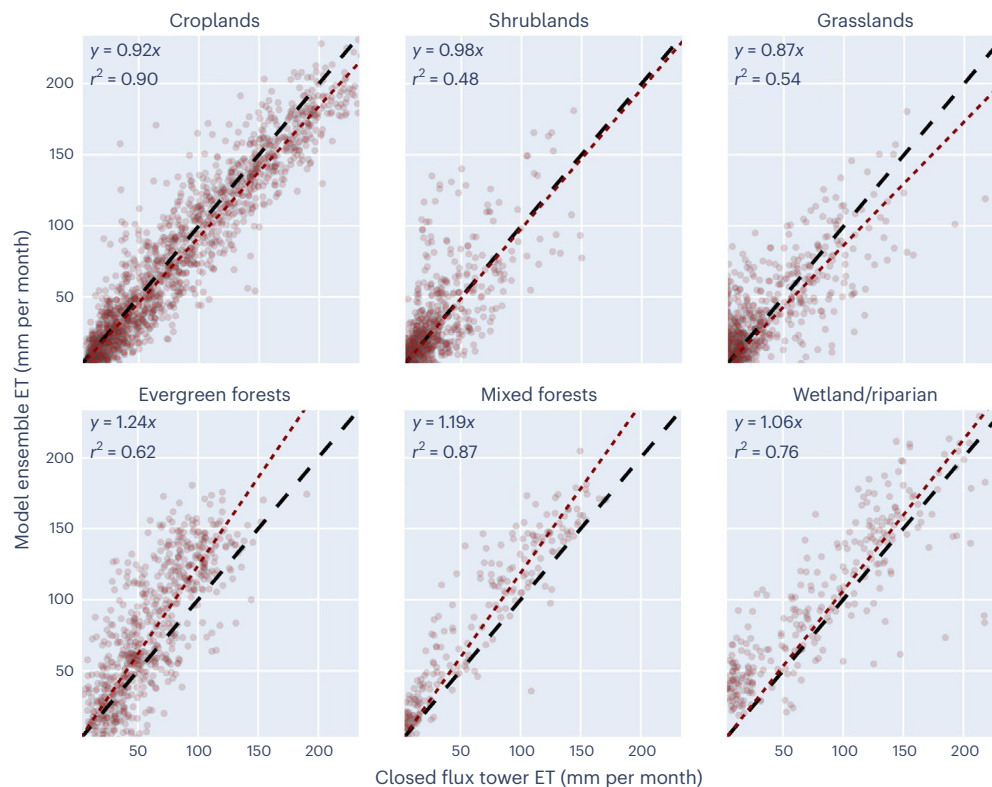 Croplands
Shrublands
Grasslands
y = 0.92x
r² = 0.90
y = 0.98x
r² = 0.48
y = 0.87x
r² = 0.54
200
150
100
50
Evergreen forests
Mixed forests
Wetland/riparian
y = 1.24x
r² = 0.62
y = 1.19x
r² = 0.87
y = 1.06x
r² = 0.76
200
150
100
50
50 100 150 200
50 100 150 200
50 100 150 200
Model ensemble ET (mm per month)
Closed flux tower ET (mm per month)